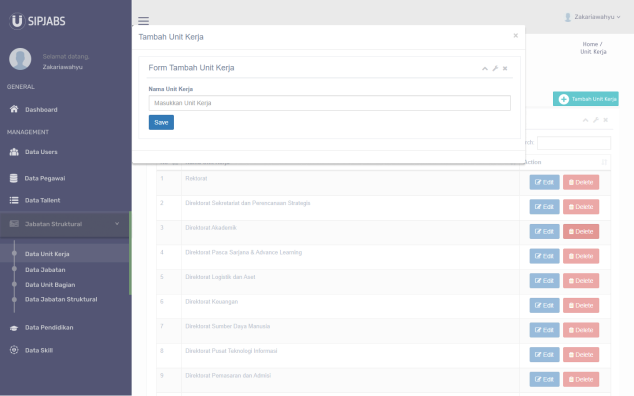 SIPJABS
Selamat datang,
Zakariawahyu
GENERAL
Dashboard
MANAGEMENT
Data Users
Data Pegawai
Data Tallent
Jabatan Struktural
Data Unit Kerja
Data Jabatan
Data Unit Bagian
Data Jabatan Struktural
Data Pendidikan
Data Skill
Zakariawahyu
Home /
Unit Kerja
Tambah Unit Kerja
Tambah Unit Kerja
×
Form Tambah Unit Kerja
Nama Unit Kerja
Masukkan Unit Kerja
Save
Action
1 Rektorat Edit Delete
2 Direktorat Sekretariat dan Perencanaan Strategis Edit Delete
3 Direktorat Akademik Edit Delete
4 Direktorat Pasca Sarjana & Advance Learning Edit Delete
5 Direktorat Logistik dan Aset Edit Delete
6 Direktorat Keuangan Edit Delete
7 Direktorat Sumber Daya Manusia Edit Delete
8 Direktorat Pusat Teknologi Informasi Edit Delete
9 Direktorat Pemasaran dan Admisi Edit Delete